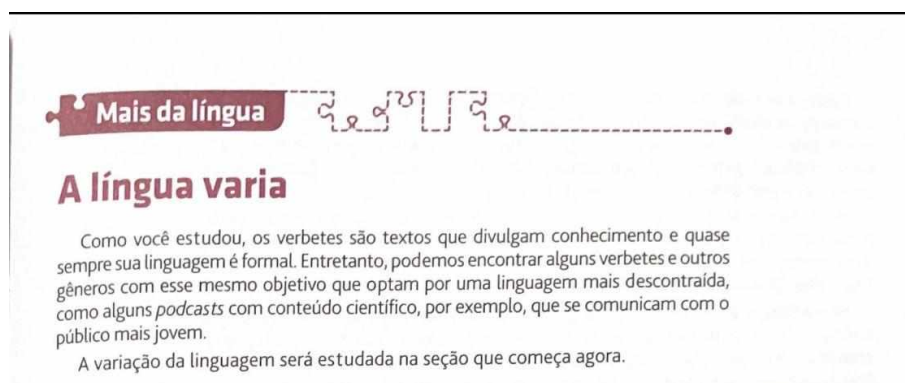 Mais da língua
A língua varia
Como você estudou, os verbetes são textos que divulgam conhecimento e quase
sempre sua linguagem é formal. Entretanto, podemos encontrar alguns verbetes e outros
gêneros com esse mesmo objetivo que optam por uma linguagem mais descontraída,
como alguns podcasts com conteúdo científico, por exemplo, que se comunicam com o
público mais jovem.
A variação da linguagem será estudada na seção que começa agora.